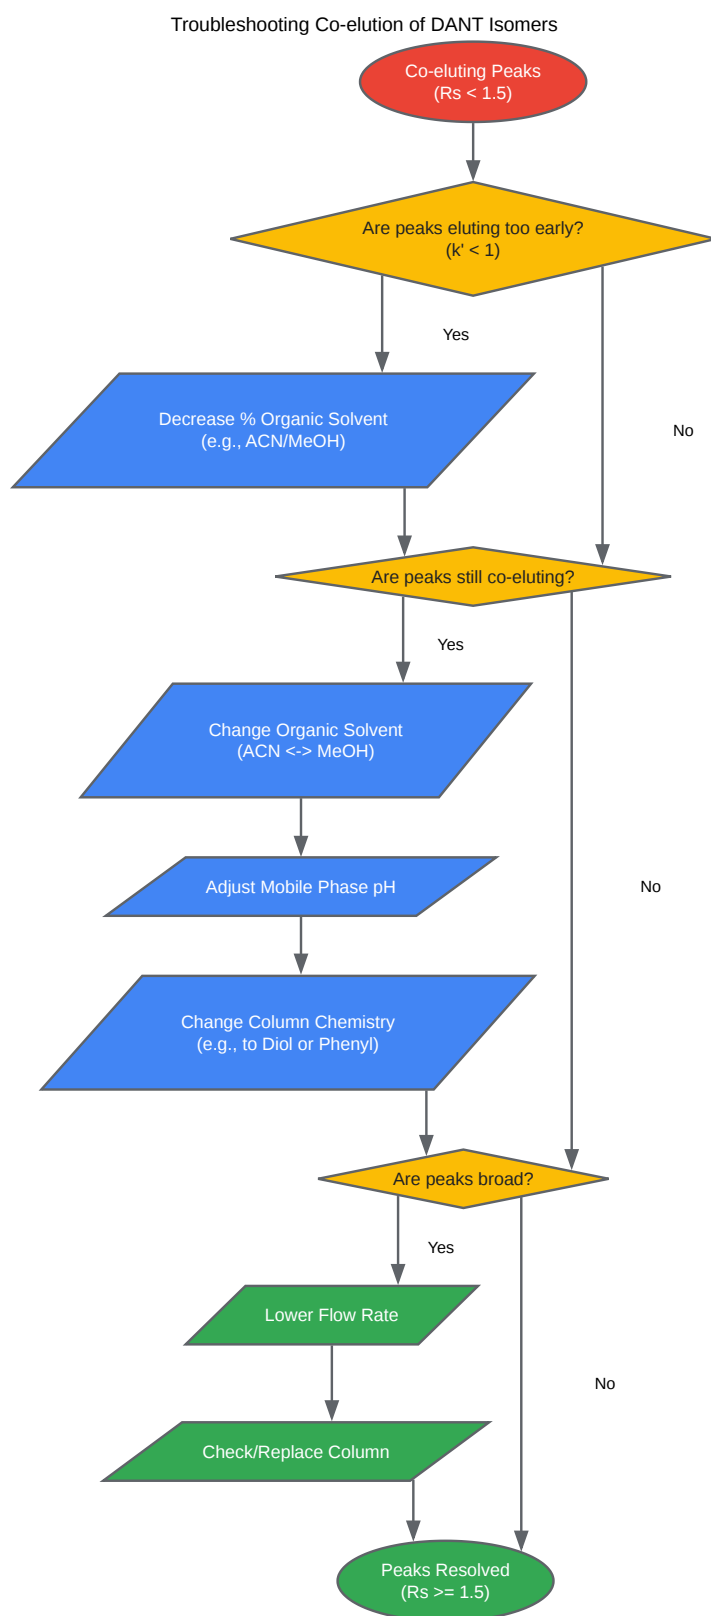 Troubleshooting Co-elution of DANT Isomers
Co-eluting Peaks
(Rs < 1.5)
Are peaks eluting too early?
(k' < 1)
Yes
Decrease % Organic Solvent
(e.g., ACN/MeOH)
No
Are peaks still co-eluting?
Yes
Change Organic Solvent
(ACN <-> MeOH)
Adjust Mobile Phase pH
No
Change Column Chemistry
(e.g., to Diol or Phenyl)
Are peaks broad?
Yes
Lower Flow Rate
No
Check/Replace Column
Peaks Resolved
(Rs >= 1.5)